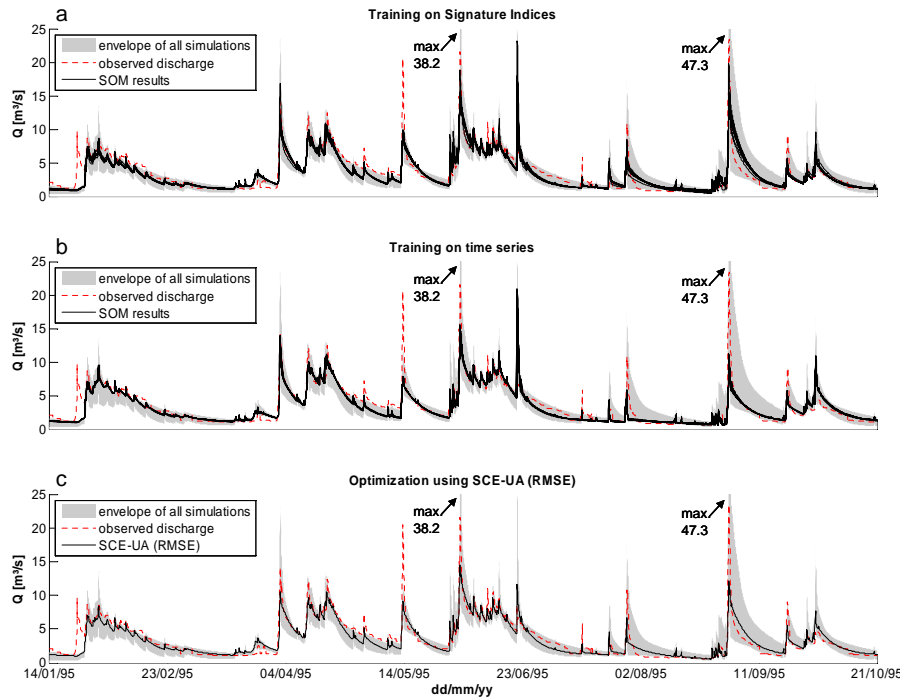 a
Training on Signature Indices
25
20
15
10
5
0
Q [m³/s]
envelope of all simulations
observed discharge
SOM results
max
38.2
max
47.3
b
Training on time series
25
20
15
10
5
0
Q [m³/s]
envelope of all simulations
observed discharge
SOM results
max
38.2
max
47.3
c
Optimization using SCE-UA (RMSE)
25
20
15
10
5
0
Q [m³/s]
envelope of all simulations
observed discharge
SCE-UA (RMSE)
max
38.2
max
47.3
14/01/95 23/02/95 04/04/95 14/05/95 23/06/95 02/08/95 11/09/95 21/10/95
dd/mm/yy